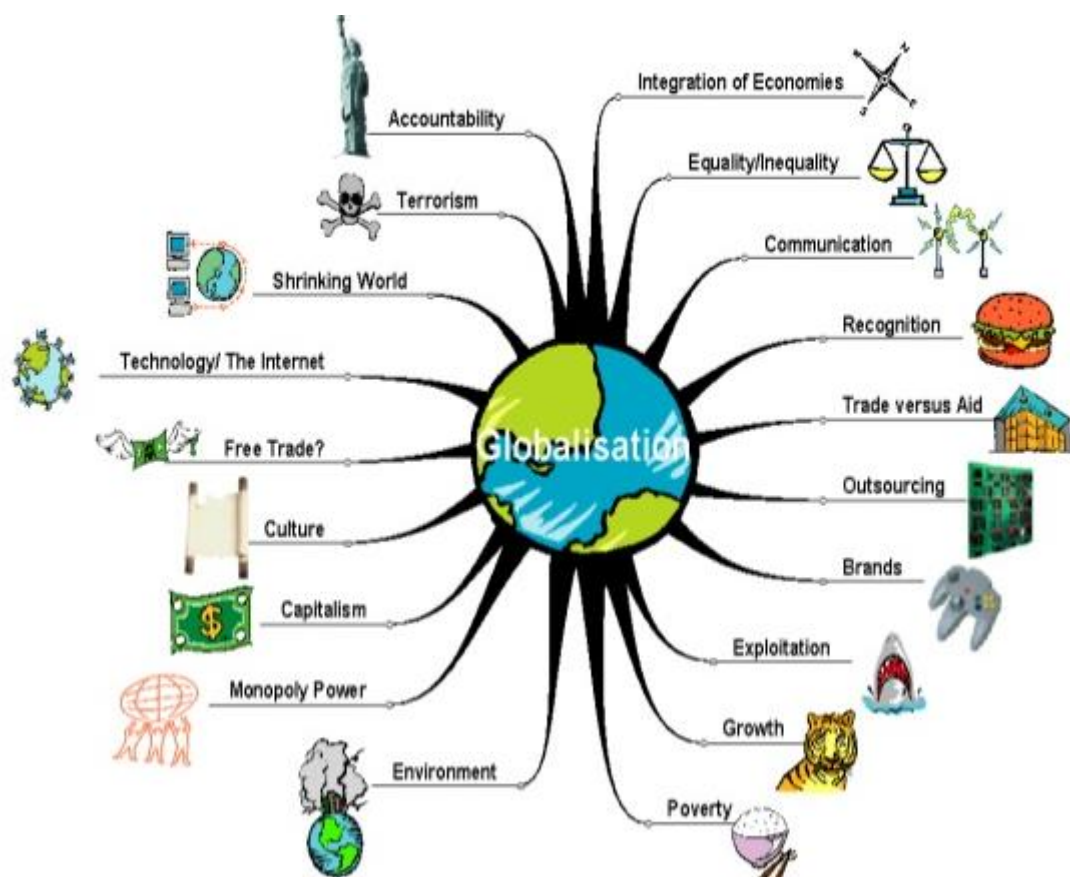 Integration of Economies
Accountability
Equality/Inequality
Terrorism
Communication
Shrinking World
Recognition
Technology/ The Internet
Trade versus Aid
Globalisation
Free Trade?
Outsourcing
Culture
Brands
Capitalism
Exploitation
Monopoly Power
Growth
Environment
Poverty